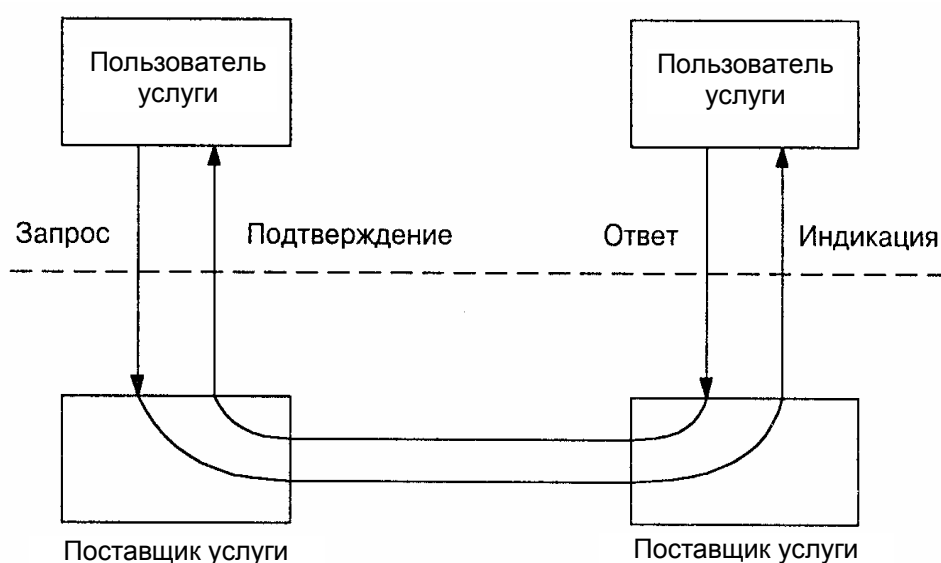 Пользователь
услуги
Пользователь
услуги
Запрос
Подтверждение
Ответ
Индикация
Поставщик услуги
Поставщик услуги